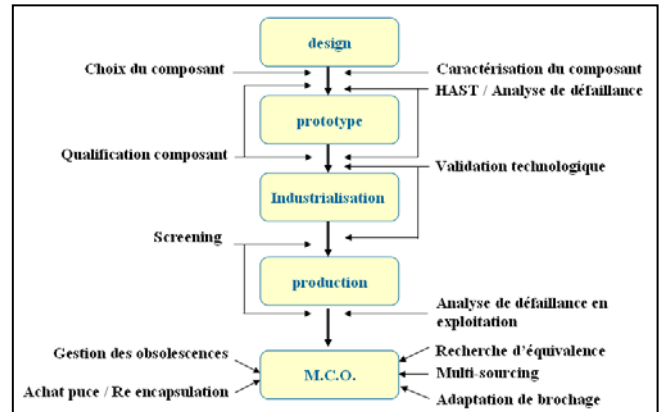 design
Choix du composant
Caractérisation du composant
HAST / Analyse de défaillance
prototype
Qualification composant
Validation technologique
Industrialisation
Screening
production
Analyse de défaillance en
exploitation
Gestion des obsolescences
Recherche d'équivalence
M.C.O.
Multi-sourcing
Achat puce / Re encapsulation
Adaptation de brochage